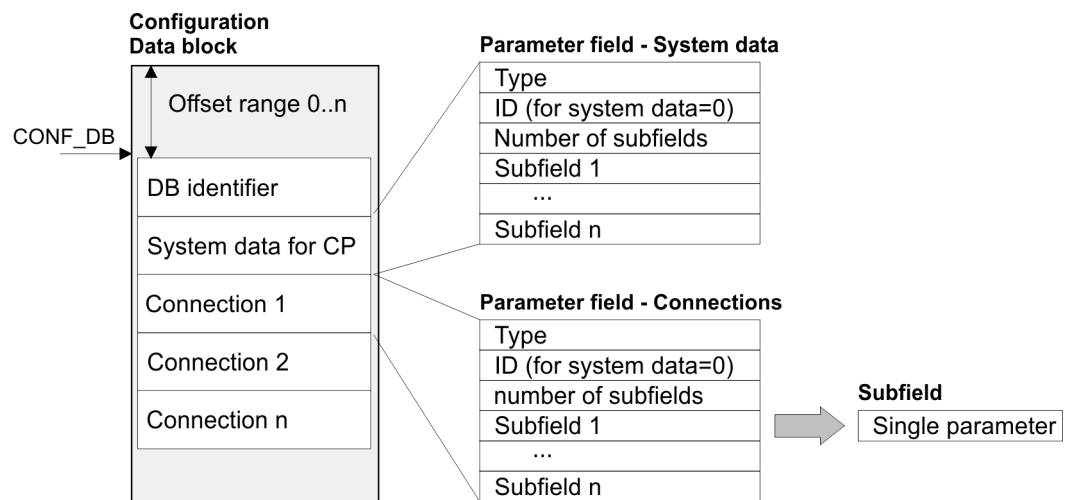 Configuration
Data block
Offset range 0..n
CONF_DB
DB identifier
System data for CP
Connection 1
Connection 2
Connection n
Parameter field - System data
Type
ID (for system data=0)
Number of subfields
Subfield 1
...
Subfield n
Parameter field - Connections
Type
ID (for system data=0)
number of subfields
Subfield 1
...
Subfield n
Subfield
Single parameter